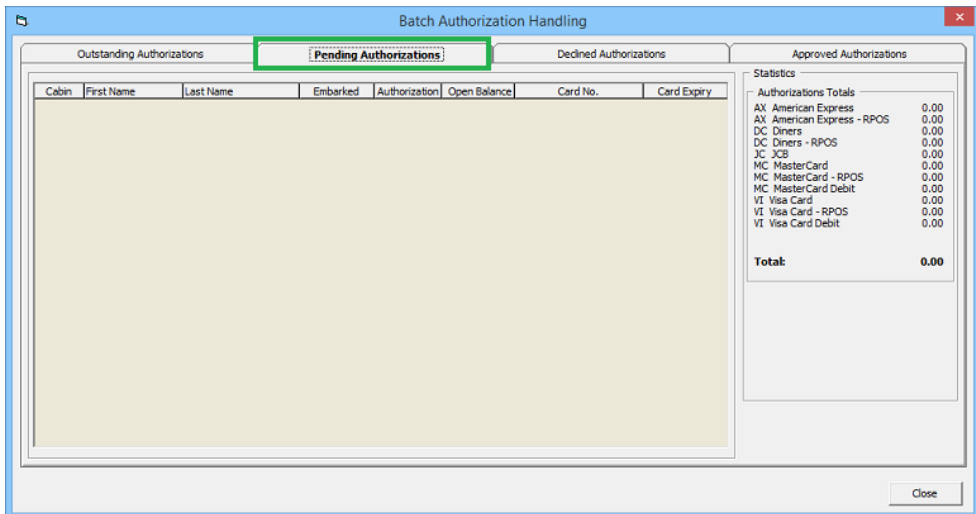 Batch Authorization Handling
Outstanding Authorizations Pending Authorizations Declined Authorizations Approved Authorizations
Statistics
Cabin First Name Last Name Embarked Authorization Open Balance Card No. Card Expiry
Authorizations Totals
AX American Express 0.00
AX American Express - RPOS 0.00
DC Diners 0.00
DC Diners - RPOS 0.00
JC JCB 0.00
MC MasterCard 0.00
MC MasterCard - RPOS 0.00
MC MasterCard Debit 0.00
VI Visa Card 0.00
VI Visa Card - RPOS 0.00
VI Visa Card Debit 0.00
Total: 0.00
Close